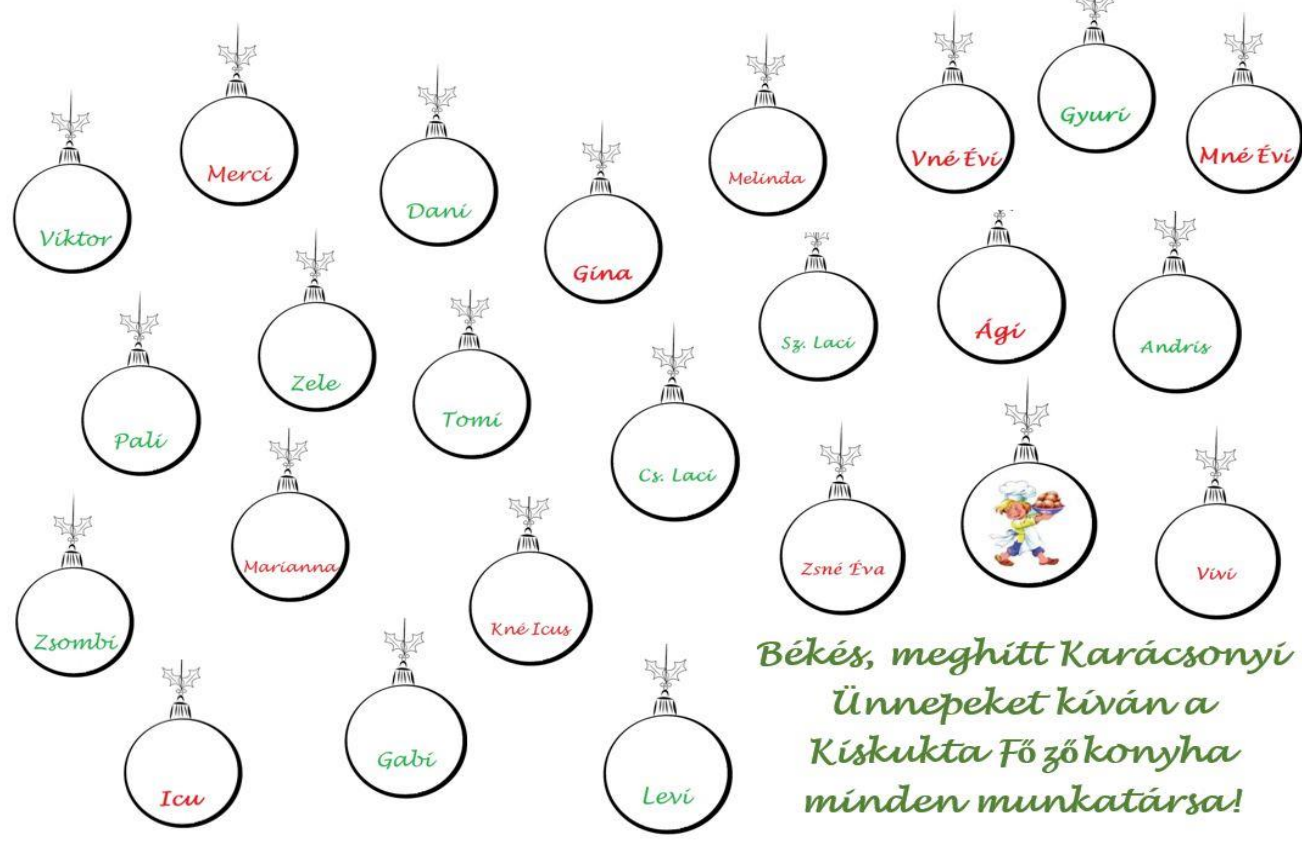 Gyuri
Merci
Vné Évi
Mné Évi
Melinda
Dani
Viktor
Gina
Ági
Sz. Laci
Andris
Zele
Tomi
Pali
Cs. Laci
Marianna
Zsné Éva
Vivi
Kné Icus
Zsombi
Gabi
Icu
Levi
Békés, meghitt Karácsonyi
Ünnepeket kíván a
Kiskukta Főzőkonyha
minden munkatársa!